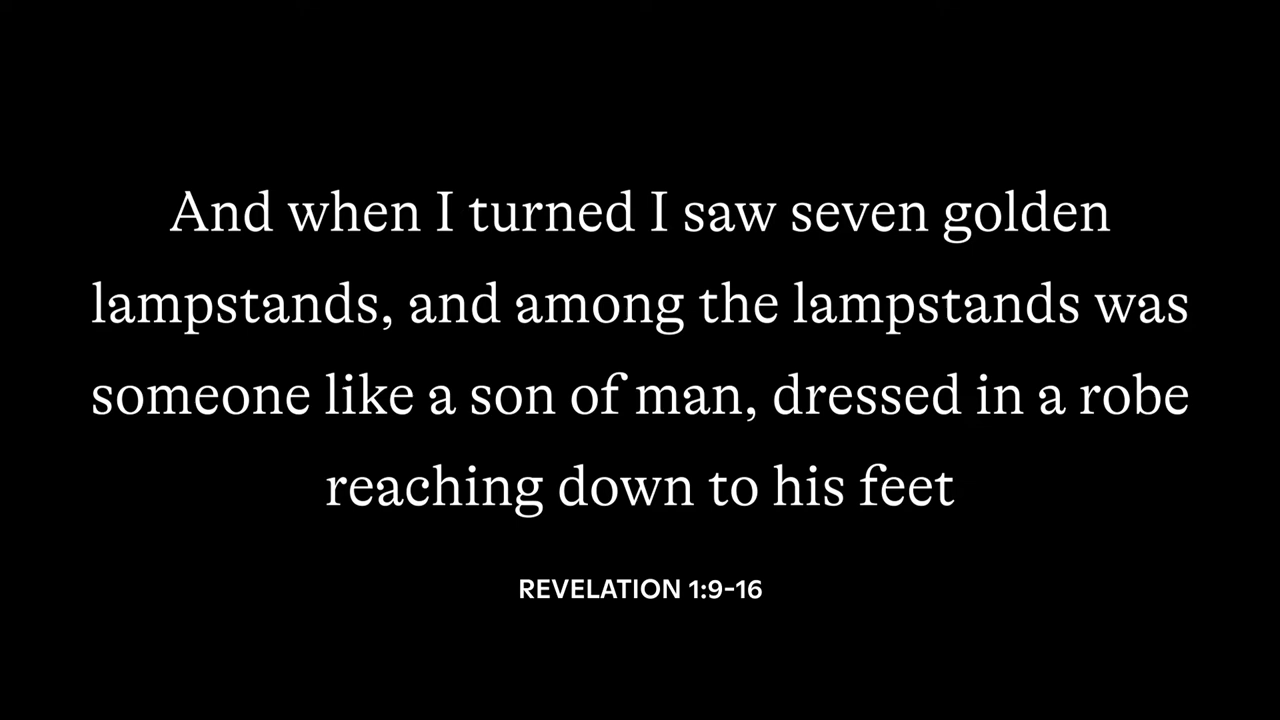 And when I turned I saw seven golden
lampstands, and among the lampstands was
someone like a son of man, dressed in a robe
reaching down to his feet
REVELATION 1:9-16